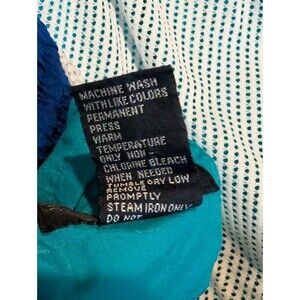 MACHINE WASH
WITH LIKE COLORS
PERMANENT
PRESS
WARM
TEMPERATURE
ONLY NON -
CHLORINE BLEACH
WHEN NEEDED
TUMBLE DRY LOW
REMOVE
PROMPTLY
STEAM IRON ONLY
DO NOT